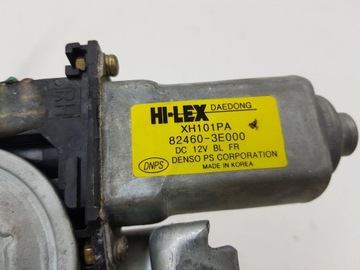 HI-LEX DAEDONG
XH101PA
82460-3E000
DC 12V BL FR
DNPS DENSO PS CORPORATION
MADE IN KOREA